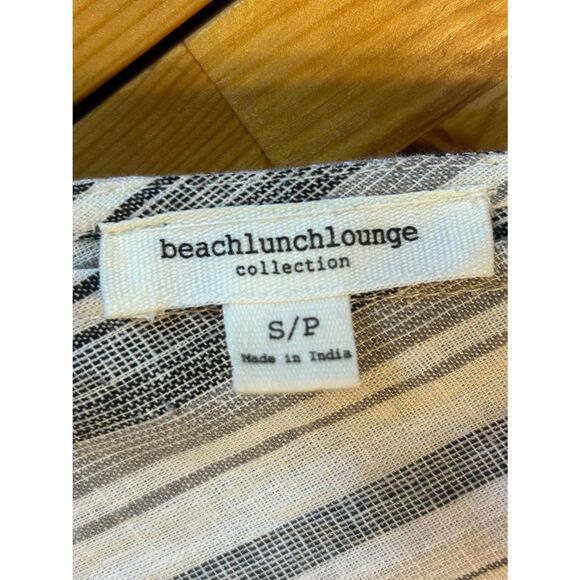 beachlunchlounge
collection
S/P
Made in India